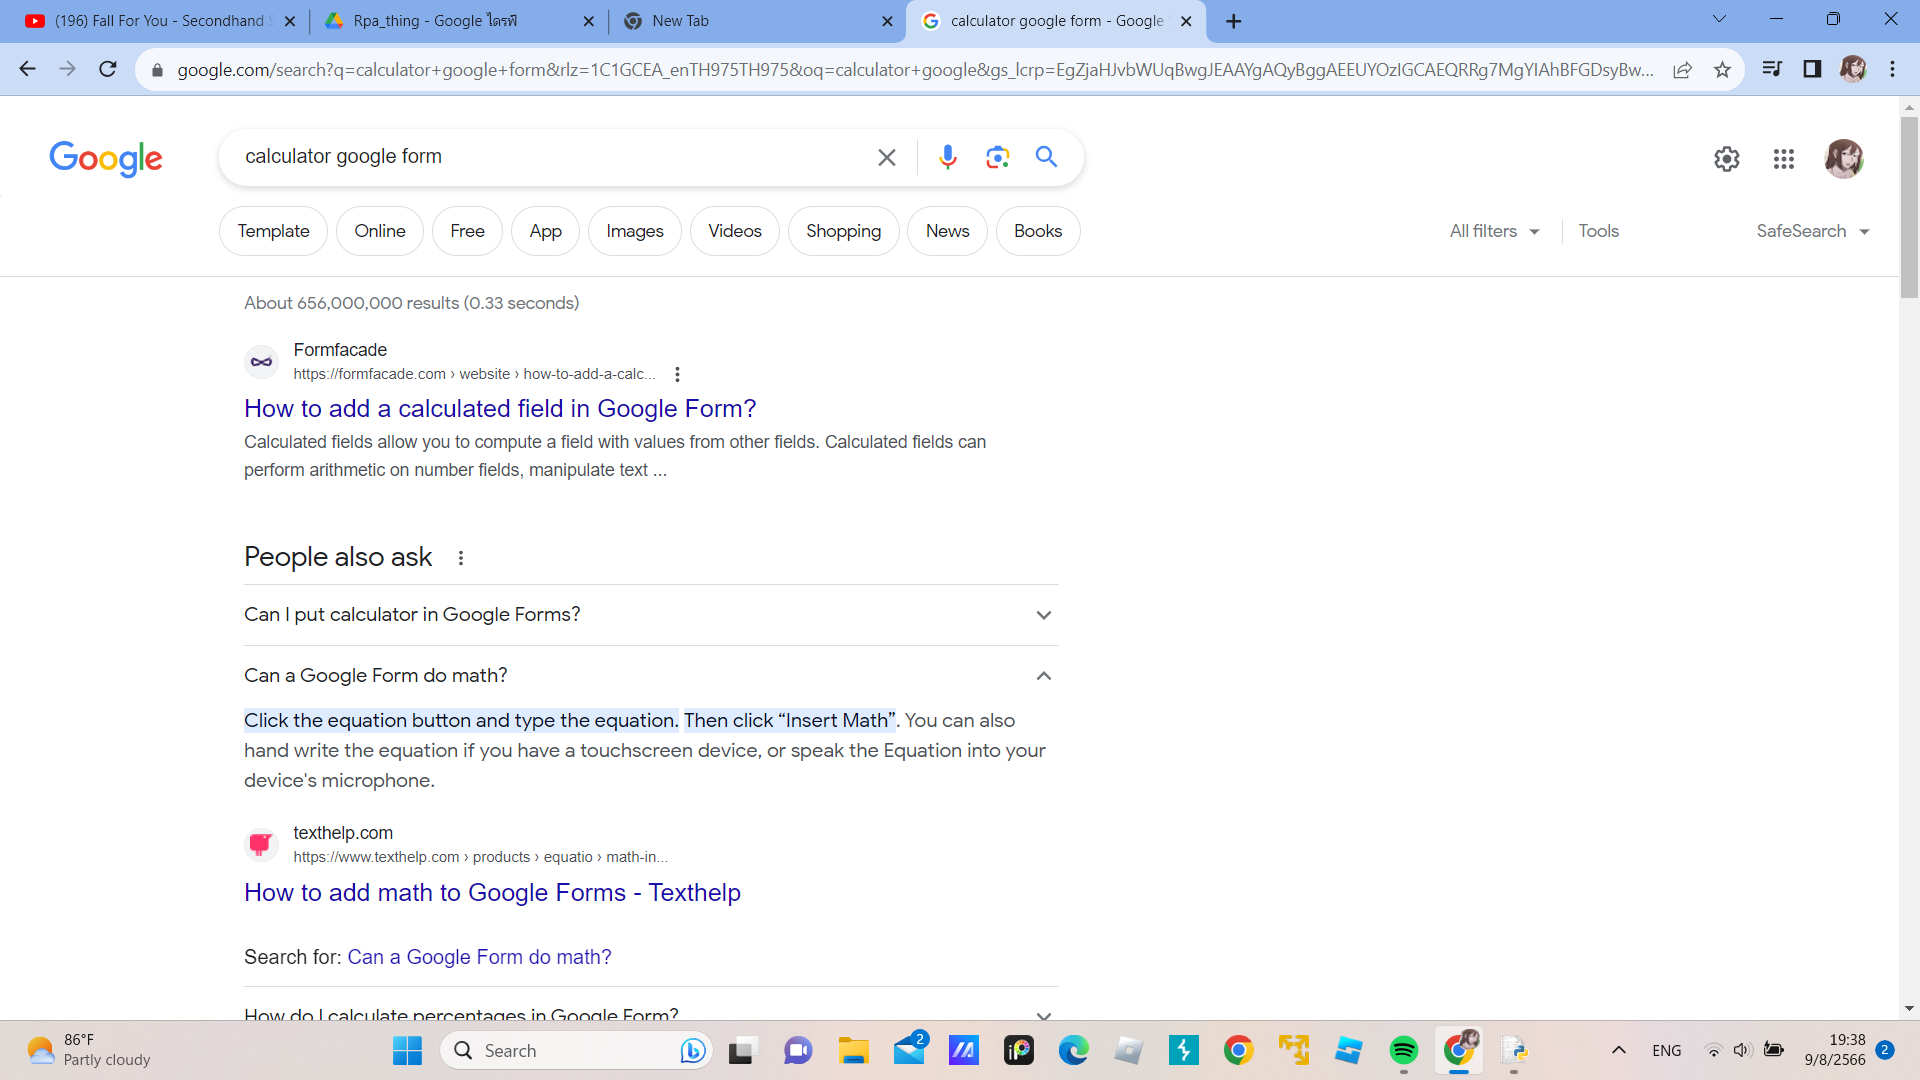 (196) Fall For You - Secondhand S
Rpa_thing - Google ไดรฟ์
New Tab
calculator google form - Google
google.com/search?q=calculator+google+form&rlz=1C1GCEA_enTH975TH975&oq=calculator+google&gs_lcrp=EgZjaHJvbWUqBwgJEAAYgAQyBggAEEUYOzIGCAEQRRg7MgYIAhBFGDsyBw...
Google
calculator google form
Template
Online
Free
App
Images
Videos
Shopping
News
Books
All filters
Tools
SafeSearch
About 656,000,000 results (0.33 seconds)
Formfacade
https://formfacade.com › website › how-to-add-a-calc...
How to add a calculated field in Google Form?
Calculated fields allow you to compute a field with values from other fields. Calculated fields can
perform arithmetic on number fields, manipulate text ...
People also ask
Can I put calculator in Google Forms?
Can a Google Form do math?
Click the equation button and type the equation. Then click “Insert Math”. You can also
hand write the equation if you have a touchscreen device, or speak the Equation into your
device's microphone.
texthelp.com
https://www.texthelp.com › products › equatio › math-in...
How to add math to Google Forms - Texthelp
Search for: Can a Google Form do math?
How do I calculate percentages in Google Form?
86°F
Partly cloudy
Search
2
iP
ENG
19:38
9/8/2566
2